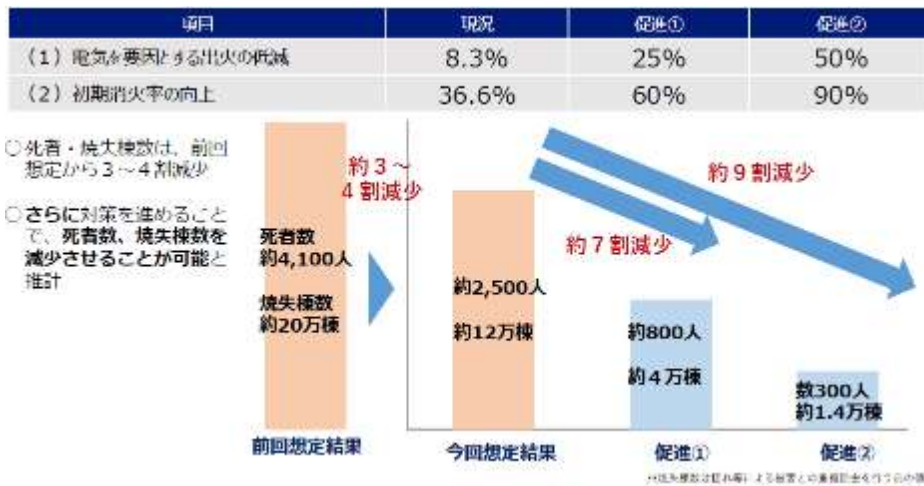 項目 現況 促進① 促進②
（1）電気を要因とする出火の低減 8.3% 25% 50%
（2）初期消火率の向上 36.6% 60% 90%
○死者・焼失棟数は、前回
想定から３～４割減少
○さらに対策を進めること
で、死者数、焼失棟数を
減少させることが可能と
推計
約３～
４割減少
約９割減少
約７割減少
死者数
約4,100人
焼失棟数
約20万棟
約2,500人
約12万棟
約800人
約４万棟
数300人
約1.4万棟
前回想定結果
今回想定結果
促進①
促進②